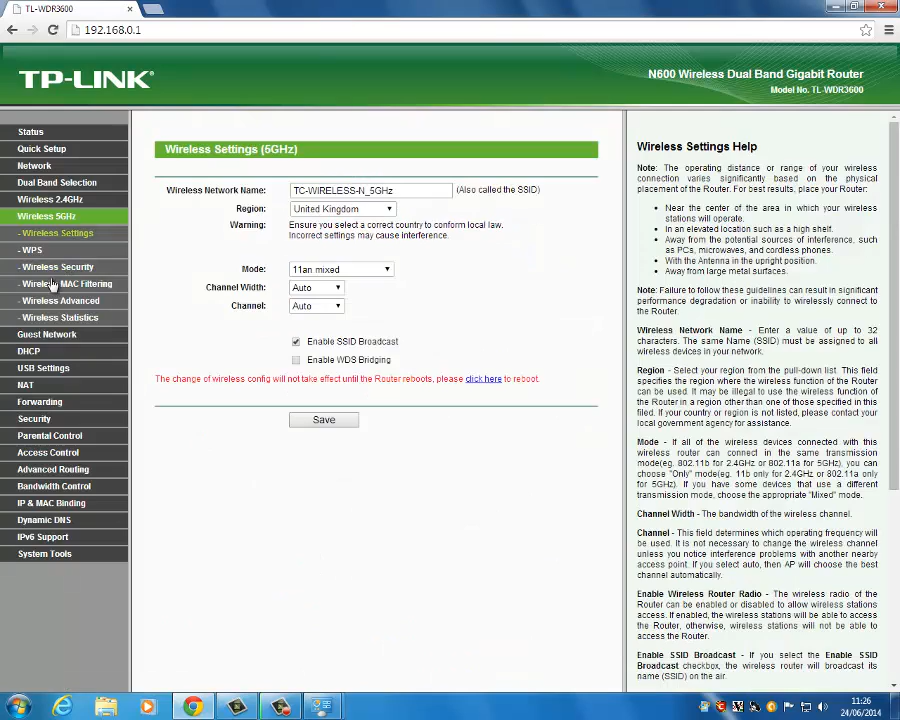 TL-WDR3600
192.168.0.1
TP-LINK
N600 Wireless Dual Band Gigabit Router
Model No. TL-WDR3600
Status
Quick Setup
Network
Dual Band Selection
Wireless 2.4GHz
Wireless 5GHz
- Wireless Settings
- WPS
- Wireless Security
- Wireless MAC Filtering
- Wireless Advanced
- Wireless Statistics
Guest Network
DHCP
USB Settings
NAT
Forwarding
Security
Parental Control
Access Control
Advanced Routing
Bandwidth Control
IP & MAC Binding
Dynamic DNS
IPv6 Support
System Tools
Wireless Settings (5GHz)
Wireless Network Name: TC-WIRELESS-N_5GHz (Also called the SSID)
Region: United Kingdom
Warning: Ensure you select a correct country to conform local law.
Incorrect settings may cause interference.
Mode: 11an mixed
Channel Width: Auto
Channel: Auto
Enable SSID Broadcast
Enable WDS Bridging
The change of wireless config will not take effect until the Router reboots, please click here to reboot.
Save
Wireless Settings Help
Note: The operating distance or range of your wireless
connection varies significantly based on the physical
placement of the Router. For best results, place your Router:
Near the center of the area in which your
wireless stations will operate.
In an elevated location such as a high shelf.
Away from the potential sources of interference, such
as PCs, microwaves, and cordless phones.
With the Antenna in the upright position.
Away from large metal surfaces.
Note: Failure to follow these guidelines can result in significant
performance degradation or inability to wirelessly connect to
the Router.
Wireless Network Name - Enter a value of up to 32
characters. The same Name (SSID) must be assigned to all
wireless devices in your network.
Region - Select your region from the pull-down list. This field
specifies the region where the wireless function of the Router
can be used. It may be illegal to use the wireless function of
the Router in a region other than one of those specified in this
filed. If your country or region is not listed, please contact your
local government agency for assistance.
Mode - If all of the wireless devices connected with this
wireless router can connect in the same transmission
mode(eg. 802.11b for 2.4GHz or 802.11a for 5GHz), you can
choose "Only" mode(eg. 11b only for 2.4GHz or 11a only
for 5GHz). If you have some devices that use a different
transmission mode, choose the appropriate "Mixed" mode.
Channel Width - The bandwidth of the wireless channel.
Channel - This field determines which operating frequency will
be used. It is not necessary to change the wireless channel
unless you notice interference problems with another nearby
access point. If you select auto, then AP will choose the best
channel automatically.
Enable Wireless Router Radio - The wireless radio of the
Router can be enabled or disabled to allow wireless stations
access. If enabled, the wireless stations will be able to access
the Router, otherwise, wireless stations will not be able to
access the Router.
Enable SSID Broadcast - If you select the Enable SSID
Broadcast checkbox, the wireless router will broadcast its
name (SSID) on the air.
11:26
24/06/2014